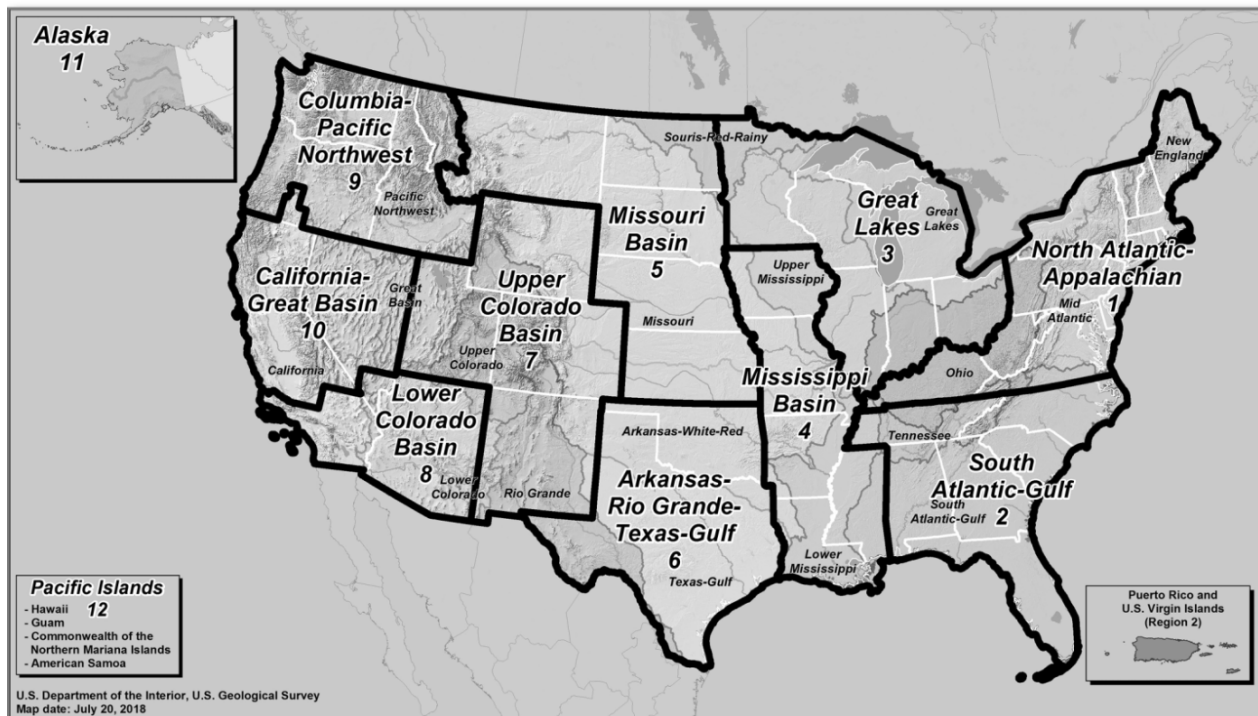 Alaska
11
Columbia-
Pacific
Northwest
9
Pacific
Northwest
Souris-Red-Rainy
New
England
Missouri
Basin
5
Great
Lakes
3
Great
Lakes
North Atlantic-
Appalachian
1
Mid
Atlantic
California-
Great Basin
10
Great
Basin
California
Upper
Colorado
Basin
7
Upper
Colorado
Missouri
Upper
Mississippi
Mississippi
Basin
4
Ohio
Lower
Colorado
Basin
8
Lower
Colorado
Rio Grande
Arkansas-White-Red
Arkansas-
Rio Grande-
Texas-Gulf
6
Texas-Gulf
Lower
Mississippi
Tennessee
South
Atlantic-Gulf
2
South
Atlantic-Gulf
Pacific Islands
12
- Hawaii
- Guam
- Commonwealth of the
Northern Mariana Islands
- American Samoa
Puerto Rico and
U.S. Virgin Islands
(Region 2)
U.S. Department of the Interior, U.S. Geological Survey
Map date: July 20, 2018